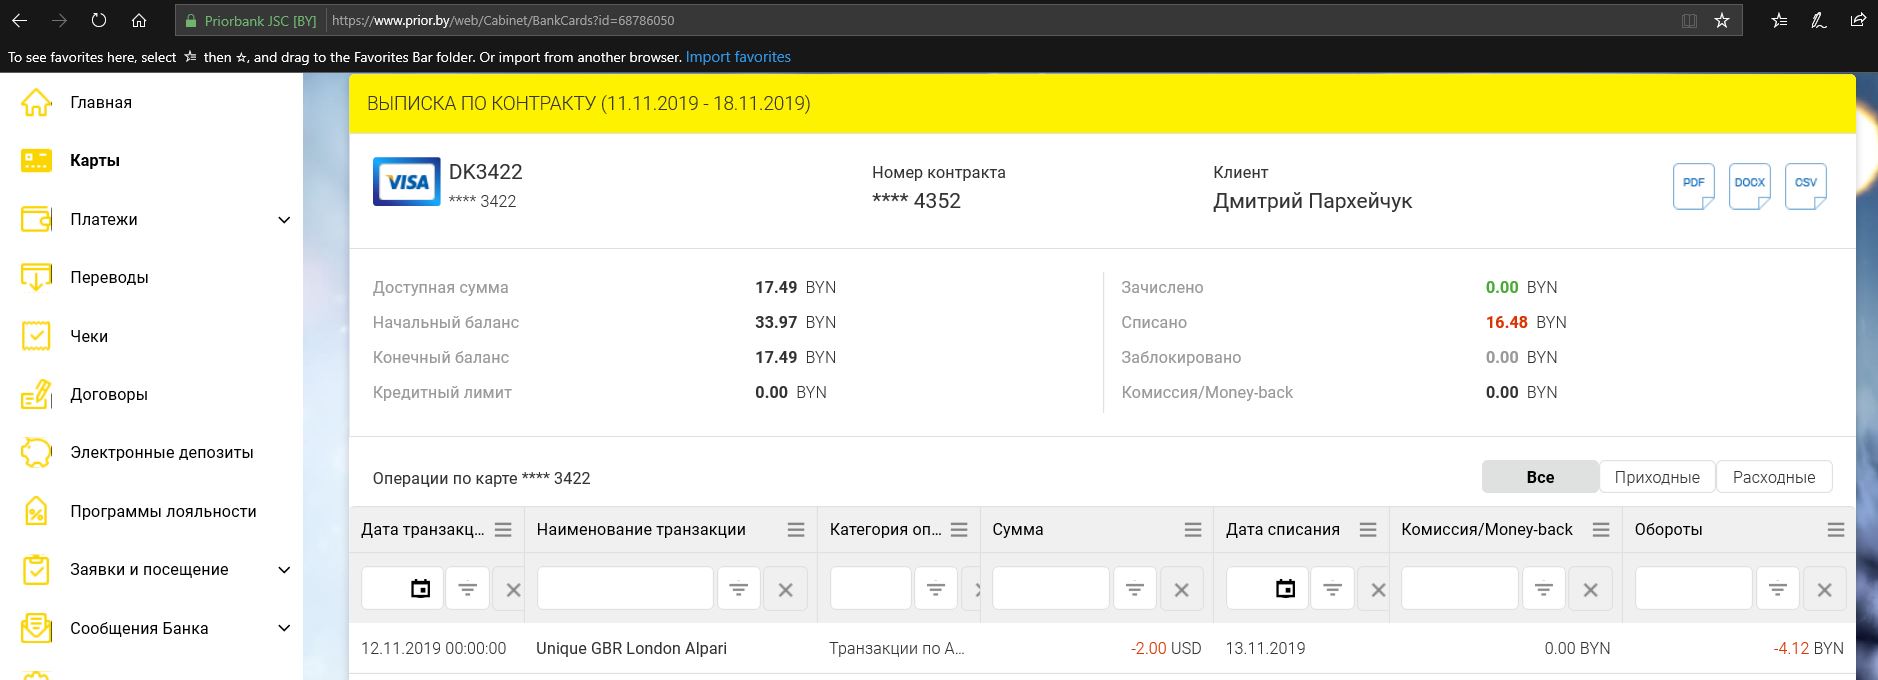 Priorbank JSC [BY] https://www.prior.by/web/Cabinet/BankCards?id=68786050
To see favorites here, select then ☆, and drag to the Favorites Bar folder. Or import from another browser. Import favorites
Главная
Карты
Платежи
Переводы
Чеки
Договоры
Электронные депозиты
Программы лояльности
Заявки и посещение
Сообщения Банка
ВЫПИСКА ПО КОНТРАКТУ (11.11.2019 - 18.11.2019)
VISA
DK3422
**** 3422
Номер контракта
**** 4352
Клиент
Дмитрий Пархейчук
PDF DOCX CSV
Доступная сумма 17.49 BYN
Начальный баланс 33.97 BYN
Конечный баланс 17.49 BYN
Кредитный лимит 0.00 BYN
Зачислено 0.00 BYN
Списано 16.48 BYN
Заблокировано 0.00 BYN
Комиссия/Money-back 0.00 BYN
Операции по карте **** 3422
Все Приходные Расходные
Дата транзакц... Наименование транзакции Категория оп... Сумма Дата списания Комиссия/Money-back Обороты
12.11.2019 00:00:00 Unique GBR London Alpari Транзакции по А... -2.00 USD 13.11.2019 0.00 BYN -4.12 BYN